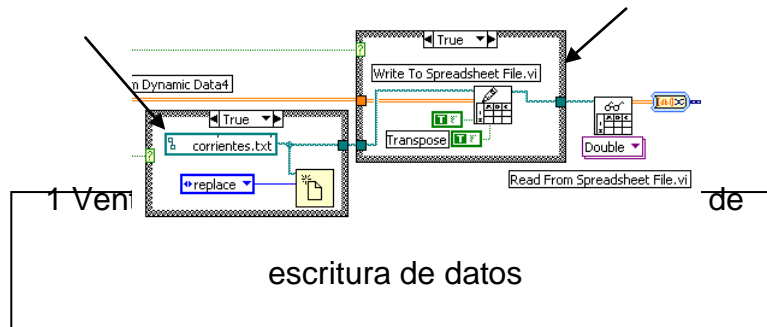 True
m Dynamic Data4
Write To Spreadsheet File.vi
True
corrientes.txt
Transpose
T F
T F
Double
replace
Read From Spreadsheet File.vi
1 Ven de
escritura de datos